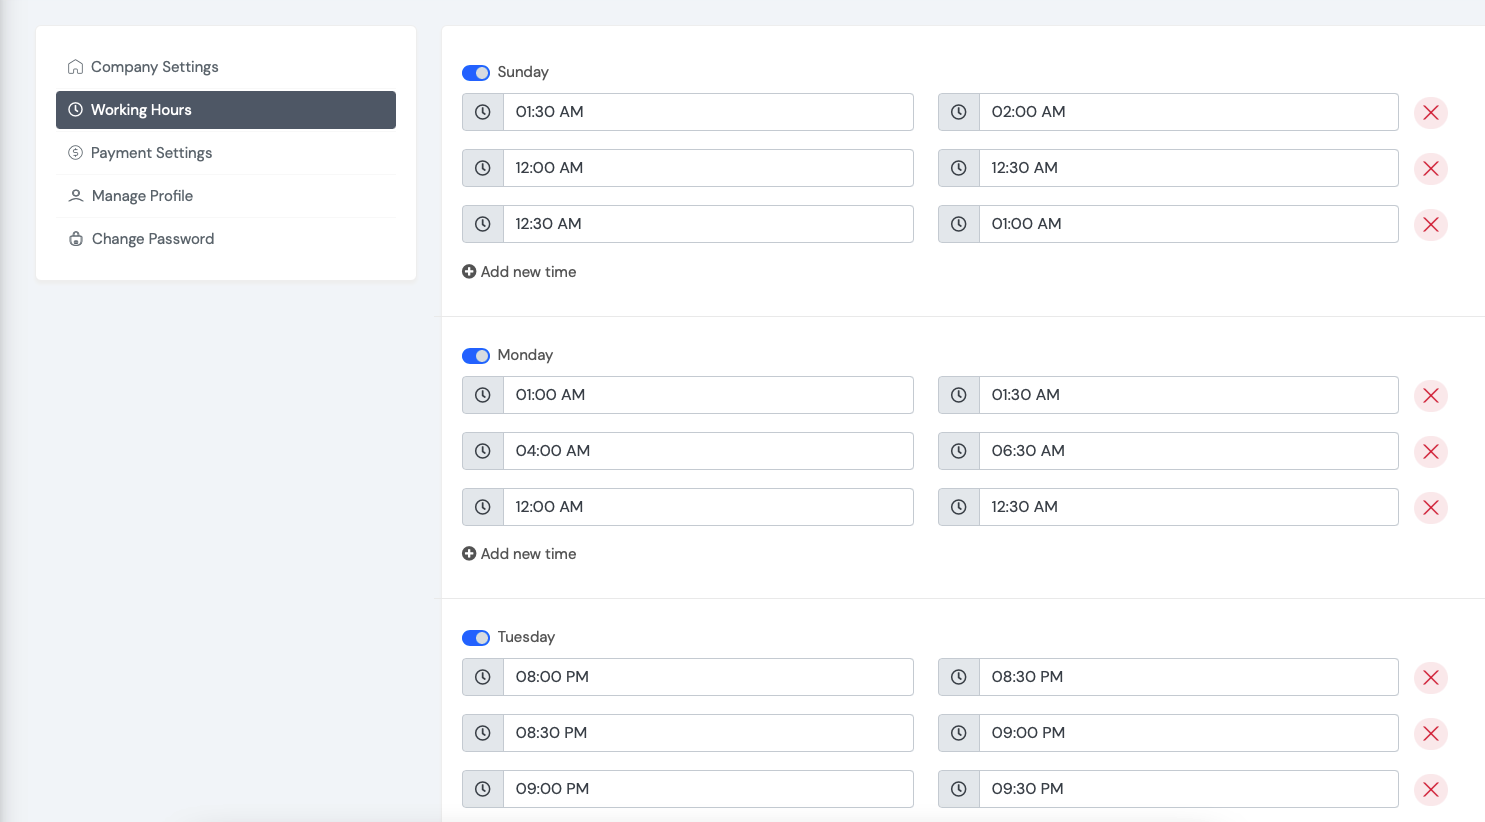 Company Settings
Working Hours
Payment Settings
Manage Profile
Change Password
Sunday
01:30 AM 02:00 AM
12:00 AM 12:30 AM
12:30 AM 01:00 AM
Add new time
Monday
01:00 AM 01:30 AM
04:00 AM 06:30 AM
12:00 AM 12:30 AM
Add new time
Tuesday
08:00 PM 08:30 PM
08:30 PM 09:00 PM
09:00 PM 09:30 PM